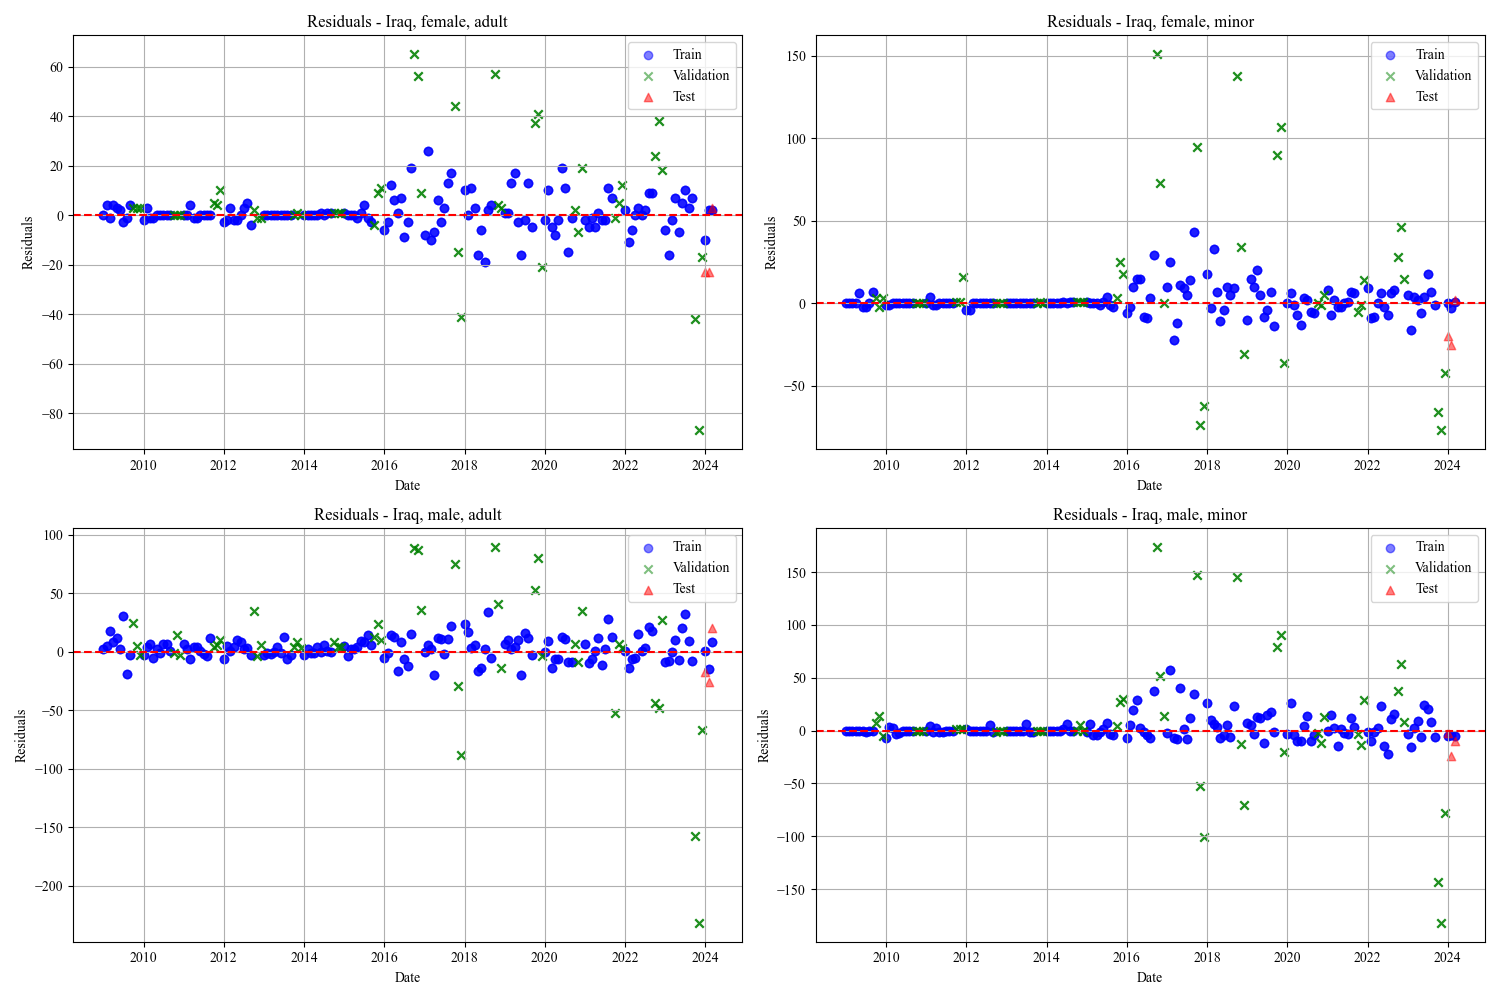 Residuals - Iraq, female, adult
Train
Validation
Test
60
40
20
0
−20
−40
−60
−80
Residuals
2010 2012 2014 2016 2018 2020 2022 2024
Date
Residuals - Iraq, female, minor
Train
Validation
Test
150
100
50
0
−50
Residuals
2010 2012 2014 2016 2018 2020 2022 2024
Date
Residuals - Iraq, male, adult
Train
Validation
Test
100
50
0
−50
−100
−150
−200
Residuals
2010 2012 2014 2016 2018 2020 2022 2024
Date
Residuals - Iraq, male, minor
Train
Validation
Test
150
100
50
0
−50
−100
−150
Residuals
2010 2012 2014 2016 2018 2020 2022 2024
Date